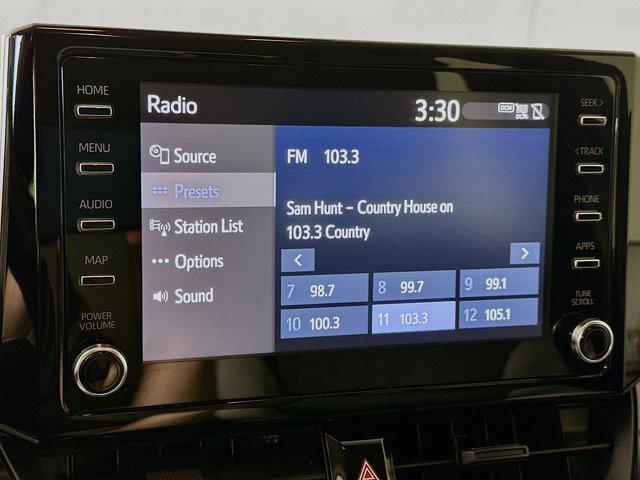 HOME
MENU
AUDIO
MAP
POWER
VOLUME
Radio
3:30
DCM
Source
Presets
Station List
Options
Sound
FM 103.3
Sam Hunt – Country House on
103.3 Country
<
>
7 98.7
8 99.7
9 99.1
10 100.3
11 103.3
12 105.1
SEEK >
< TRACK
PHONE
APPS
TUNE
SCROLL